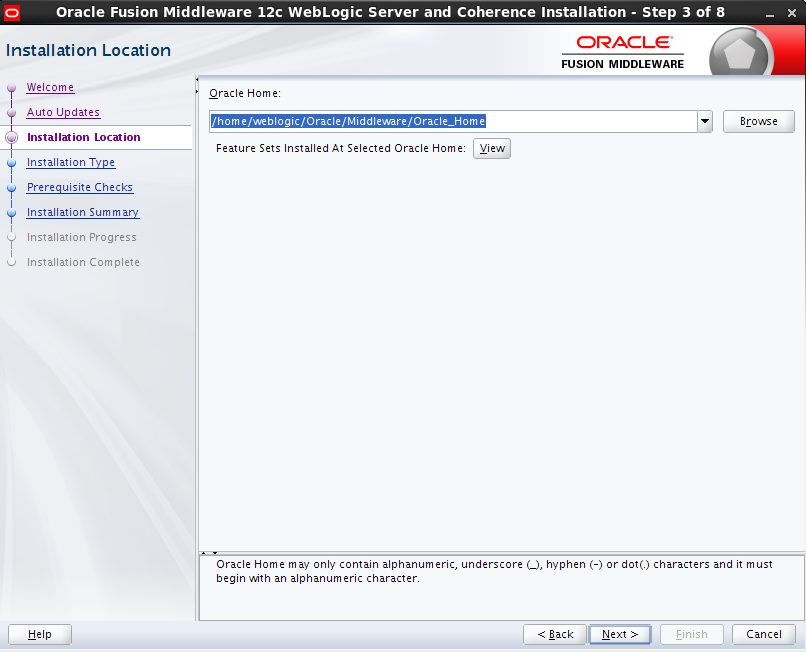 Oracle Fusion Middleware 12c WebLogic Server and Coherence Installation - Step 3 of 8
Installation Location
ORACLE
FUSION MIDDLEWARE
Welcome
Auto Updates
Installation Location
Installation Type
Prerequisite Checks
Installation Summary
Installation Progress
Installation Complete
Oracle Home:
/home/weblogic/Oracle/Middleware/Oracle_Home
Browse
Feature Sets Installed At Selected Oracle Home: View
Oracle Home may only contain alphanumeric, underscore (_), hyphen (-) or dot(.) characters and it must
begin with an alphanumeric character.
Help
< Back
Next >
Finish
Cancel